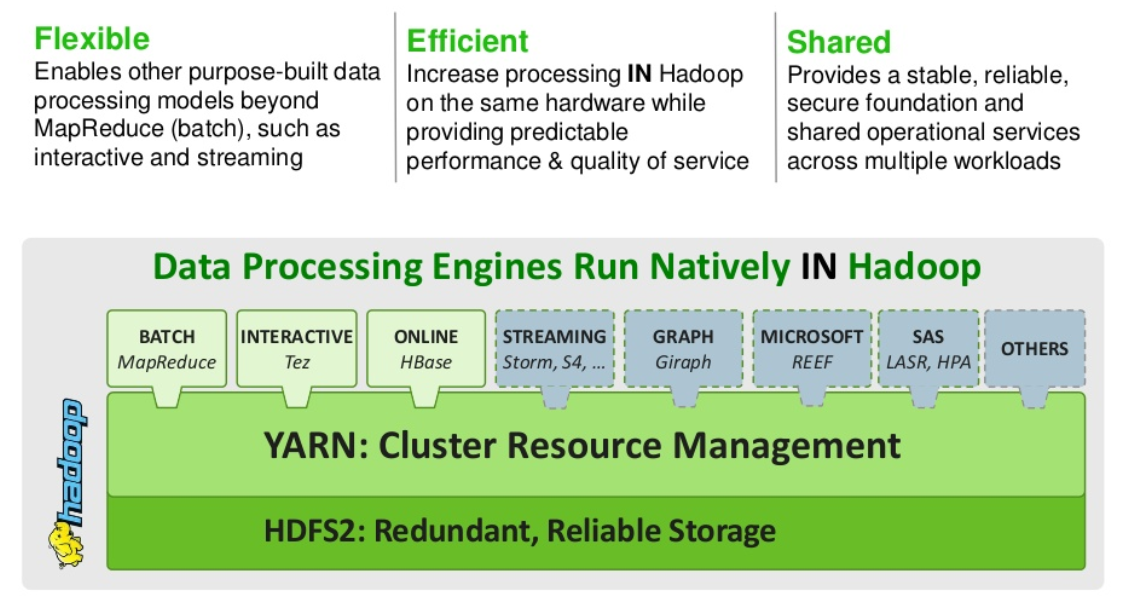 Flexible
Enables other purpose-built data
processing models beyond
MapReduce (batch), such as
interactive and streaming
Efficient
Increase processing IN Hadoop
on the same hardware while
providing predictable
performance & quality of service
Shared
Provides a stable, reliable,
secure foundation and
shared operational services
across multiple workloads
Data Processing Engines Run Natively IN Hadoop
BATCH
MapReduce
INTERACTIVE
Tez
ONLINE
HBase
STREAMING
Storm, S4, ...
GRAPH
Giraph
MICROSOFT
REEF
SAS
LASR, HPA
OTHERS
YARN: Cluster Resource Management
HDFS2: Redundant, Reliable Storage
hadoop